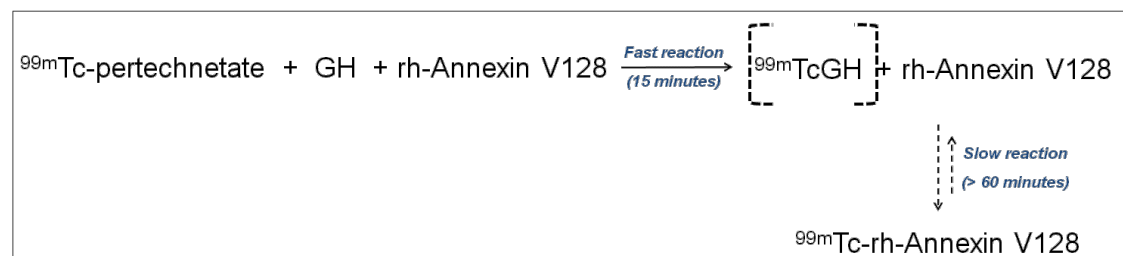 Fast reaction
99mTc-pertechnetate + GH + rh-Annexin V128 99mTcGH + rh-Annexin V128
(15 minutes)
Slow reaction
(> 60 minutes)
99mTc-rh-Annexin V128